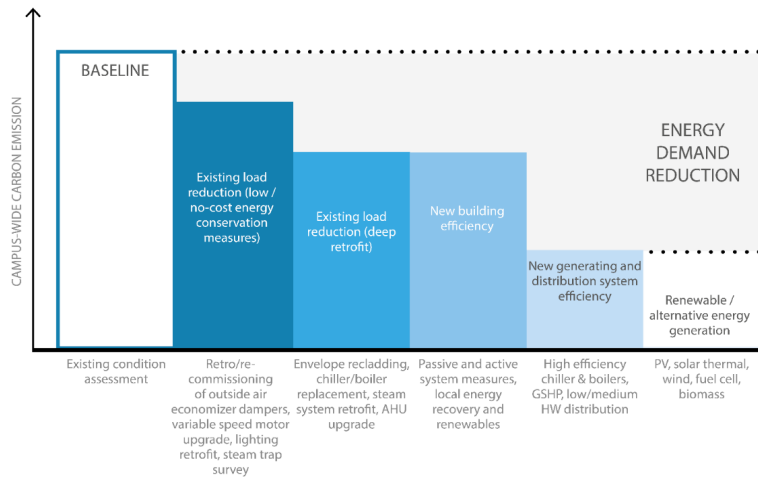 CAMPUS-WIDE CARBON EMISSION
BASELINE
Existing load
reduction (low /
no-cost energy
conservation
measures)
Existing load
reduction (deep
retrofit)
New building
efficiency
New generating and
distribution system
efficiency
ENERGY
DEMAND
REDUCTION
Renewable /
alternative energy
generation
Existing condition
assessment
Retro/re-
commissioning
of outside air
economizer dampers,
variable speed motor
upgrade, lighting
retrofit, steam trap
survey
Envelope recladding,
chiller/boiler
replacement, steam
system retrofit, AHU
upgrade
Passive and active
system measures,
local energy
recovery and
renewables
High efficiency
chiller & boilers,
GSHP, low/medium
HW distribution
PV, solar thermal,
wind, fuel cell,
biomass